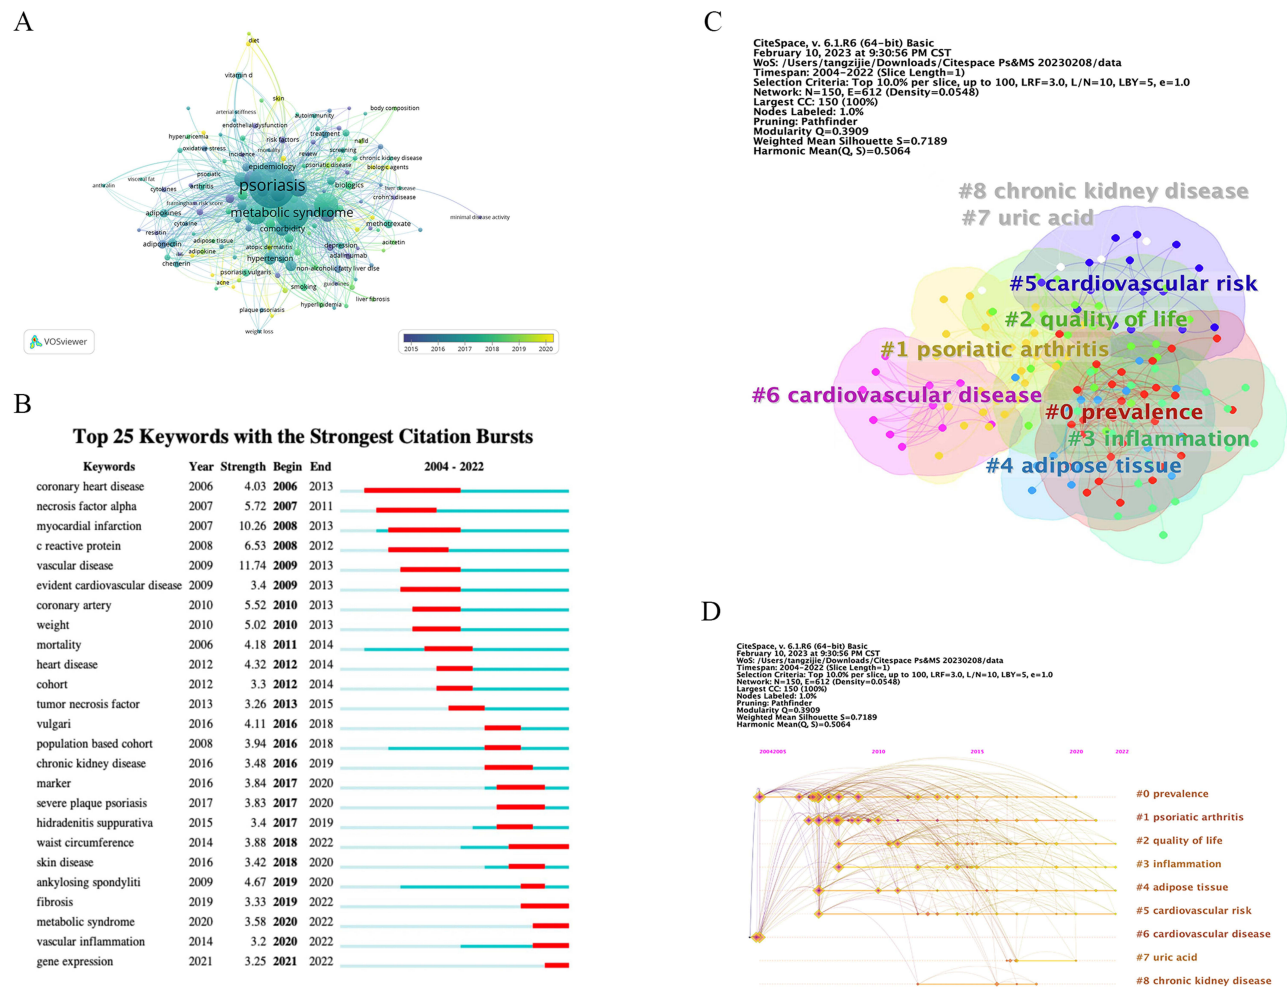 A
diet
vitamin d
skin
arterial stiffness
body composition
autoimmunity
endothelial dysfunction
treatment
hyperuricemia
risk factors
nafld
oxidative stress
mortality
screening
incidence
review
chronic kidney disease
epidemiology
psoriatic disease
biologic agents
psoriatic
visceral fat
anthralin
cytokines
arthritis
psoriasis
biologics
liver disease
crohn's disease
framingham risk score
adipokines
metabolic syndrome
minimal disease activity
cytokine
comorbidity
methotrexate
resistin
adiponectin
adipose tissue
atopic dermatitis
depression
acitretin
adipokine
adalimumab
chemerin
hypertension
non-alcoholic fatty liver dise
psoriasis vulgaris
acne
smoking
guidelines
liver fibrosis
hyperlipidemia
plaque psoriasis
weight loss
VOSviewer
2015 2016 2017 2018 2019 2020
B
Top 25 Keywords with the Strongest Citation Bursts
Keywords Year Strength Begin End 2004 - 2022
coronary heart disease 2006 4.03 2006 2013
necrosis factor alpha 2007 5.72 2007 2011
myocardial infarction 2007 10.26 2008 2013
c reactive protein 2008 6.53 2008 2012
vascular disease 2009 11.74 2009 2013
evident cardiovascular disease 2009 3.4 2009 2013
coronary artery 2010 5.52 2010 2013
weight 2010 5.02 2010 2013
mortality 2006 4.18 2011 2014
heart disease 2012 4.32 2012 2014
cohort 2012 3.3 2012 2014
tumor necrosis factor 2013 3.26 2013 2015
vulgari 2016 4.11 2016 2018
population based cohort 2008 3.94 2016 2018
chronic kidney disease 2016 3.48 2016 2019
marker 2016 3.84 2017 2020
severe plaque psoriasis 2017 3.83 2017 2020
hidradenitis suppurativa 2015 3.4 2017 2019
waist circumference 2014 3.88 2018 2022
skin disease 2016 3.42 2018 2020
ankylosing spondyliti 2009 4.67 2019 2020
fibrosis 2019 3.33 2019 2022
metabolic syndrome 2020 3.58 2020 2022
vascular inflammation 2014 3.2 2020 2022
gene expression 2021 3.25 2021 2022
C
CiteSpace, v. 6.1.R6 (64-bit) Basic
February 10, 2023 at 9:30:56 PM CST
WoS: /Users/tangzijie/Downloads/Citespace Ps&MS 20230208/data
Timespan: 2004-2022 (Slice Length=1)
Selection Criteria: Top 10.0% per slice, up to 100, LRF=3.0, L/N=10, LBY=5, e=1.0
Network: N=150, E=612 (Density=0.0548)
Largest CC: 150 (100%)
Nodes Labeled: 1.0%
Pruning: Pathfinder
Modularity Q=0.3909
Weighted Mean Silhouette S=0.7189
Harmonic Mean(Q, S)=0.5064
#8 chronic kidney disease
#7 uric acid
#5 cardiovascular risk
#2 quality of life
#1 psoriatic arthritis
#6 cardiovascular disease
#0 prevalence
#3 inflammation
#4 adipose tissue
D
CiteSpace, v. 6.1.R6 (64-bit) Basic
February 10, 2023 at 9:30:56 PM CST
WoS: /Users/tangzijie/Downloads/Citespace Ps&MS 20230208/data
Timespan: 2004-2022 (Slice Length=1)
Selection Criteria: Top 10.0% per slice, up to 100, LRF=3.0, L/N=10, LBY=5, e=1.0
Network: N=150, E=612 (Density=0.0548)
Largest CC: 150 (100%)
Nodes Labeled: 1.0%
Pruning: Pathfinder
Modularity Q=0.3909
Weighted Mean Silhouette S=0.7189
Harmonic Mean(Q, S)=0.5064
2004 2005 2010 2015 2020 2022
#0 prevalence
#1 psoriatic arthritis
#2 quality of life
#3 inflammation
#4 adipose tissue
#5 cardiovascular risk
#6 cardiovascular disease
#7 uric acid
#8 chronic kidney disease